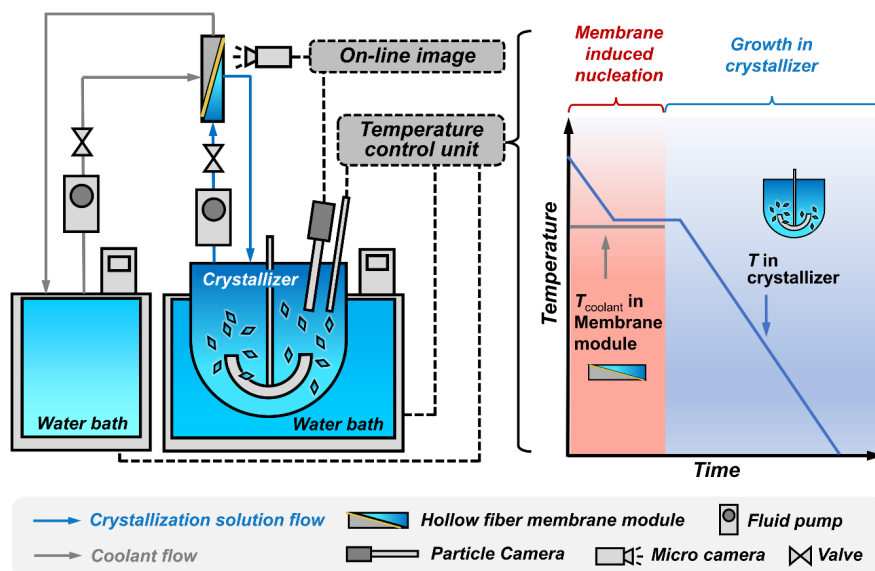 On-line image
Temperature
control unit
Crystallizer
Water bath
Water bath
Membrane
induced
nucleation
Growth in
crystallizer
Temperature
T in
crystallizer
Tcoolant in
Membrane
module
Time
Crystallization solution flow
Hollow fiber membrane module
Fluid pump
Coolant flow
Particle Camera
Micro camera
Valve